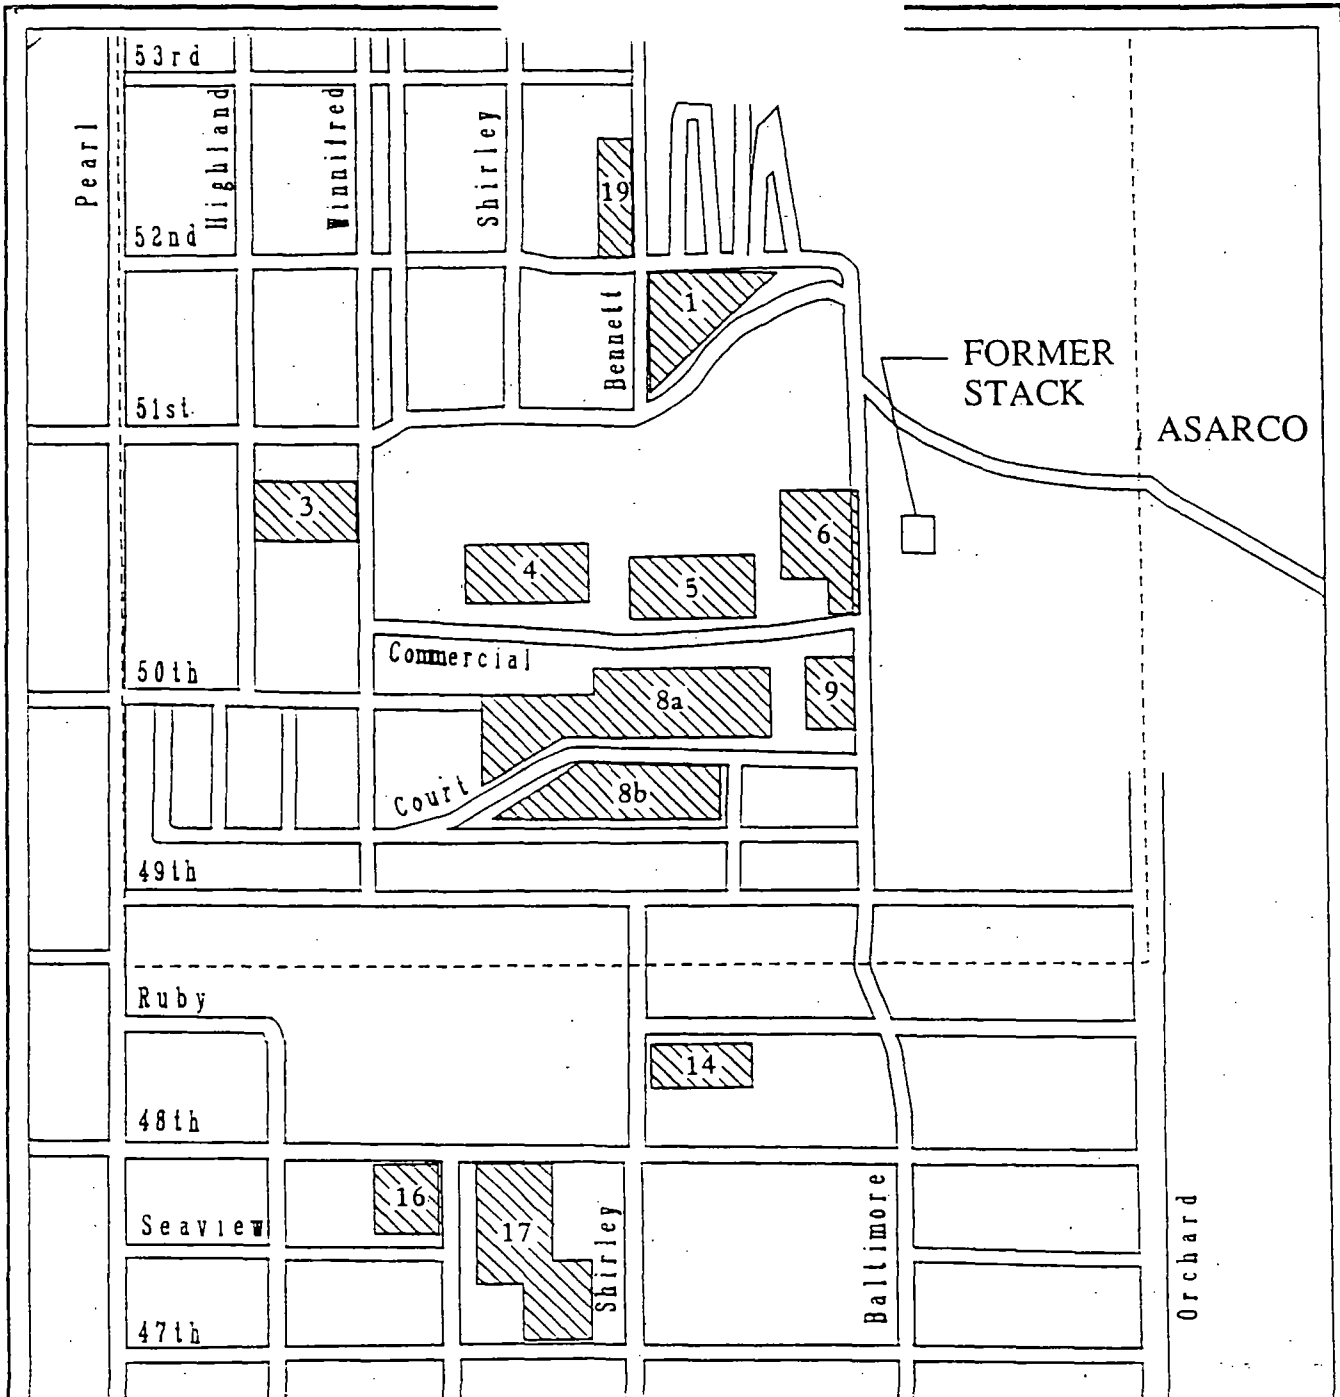 53rd
Pearl
Highland
Winnifred
Shirley
19
52nd
1
Bennett
FORMER
STACK
51st
ASARCO
3
6
4
5
Commercial
50th
9
8a
Court
8b
49th
Ruby
14
48th
16
Seaview
17
Shirley
Baltimore
Orchard
47th